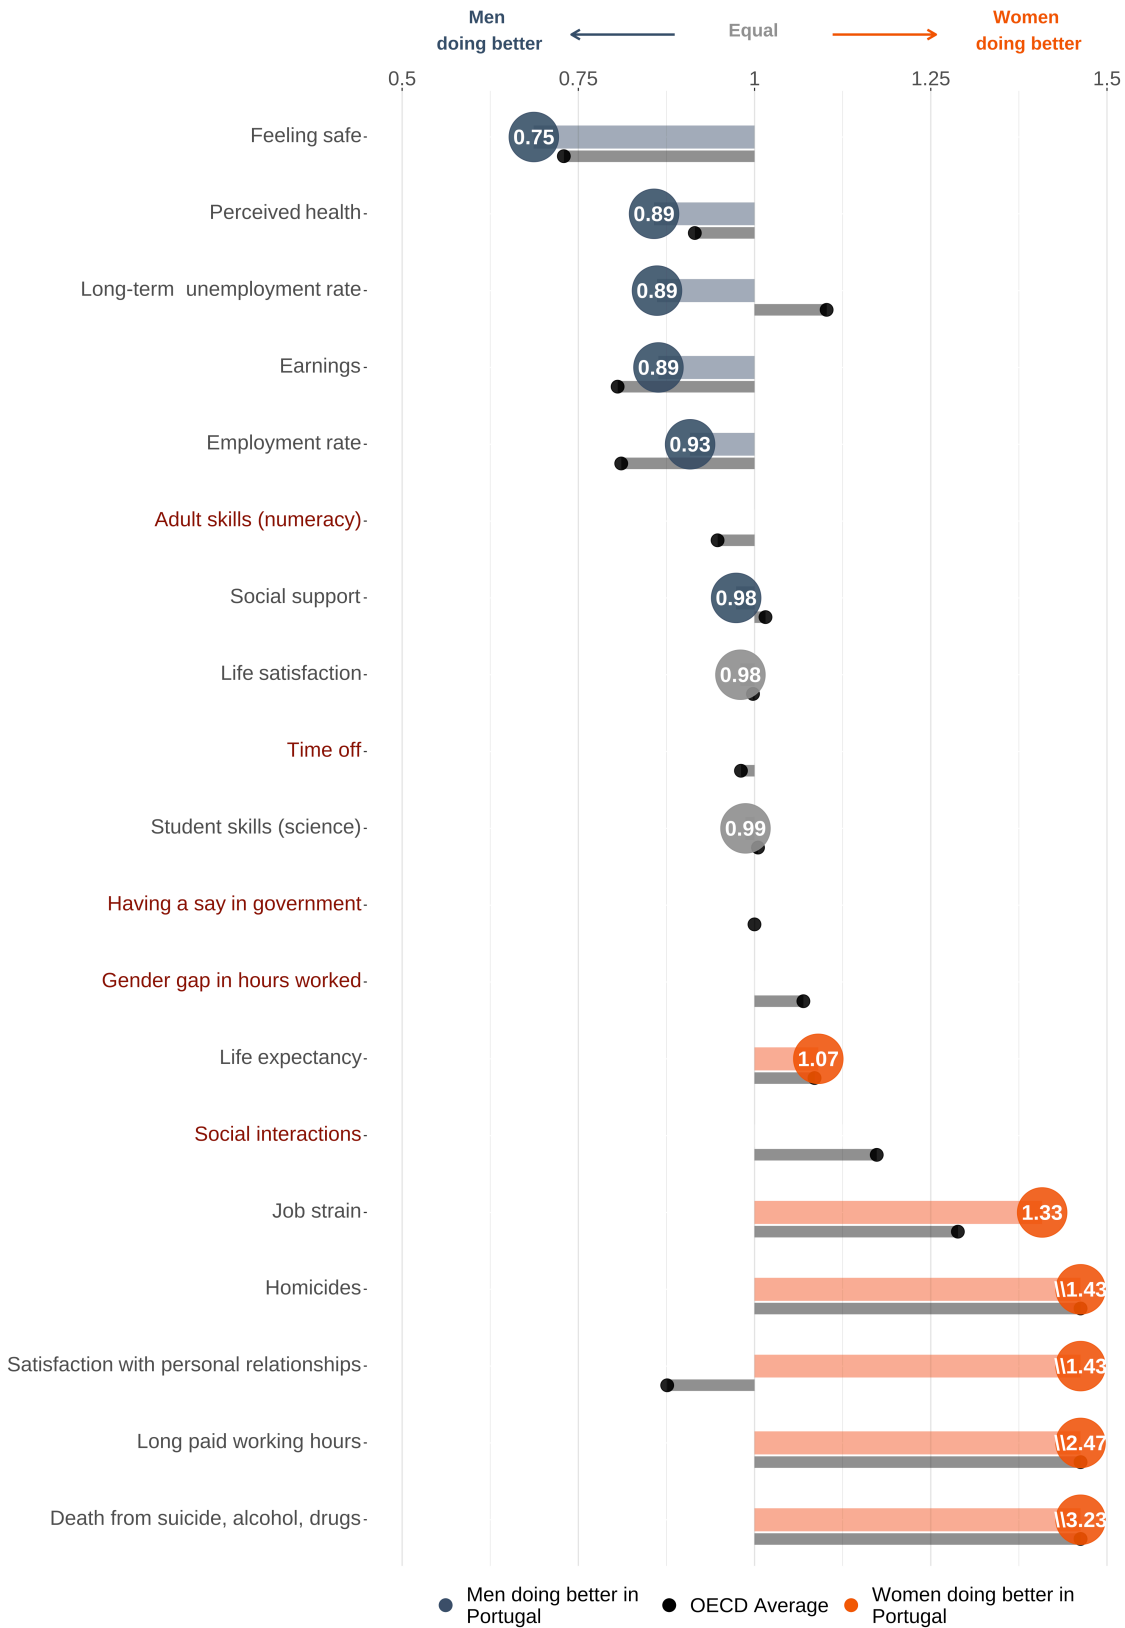 Men
doing better
Equal
Women
doing better
0.5 0.75 1 1.25 1.5
Feeling safe 0.75
Perceived health 0.89
Long-term unemployment rate 0.89
Earnings 0.89
Employment rate 0.93
Adult skills (numeracy)
Social support 0.98
Life satisfaction 0.98
Time off
Student skills (science) 0.99
Having a say in government
Gender gap in hours worked
Life expectancy 1.07
Social interactions
Job strain 1.33
Homicides \\1.43
Satisfaction with personal relationships \\1.43
Long paid working hours \\2.47
Death from suicide, alcohol, drugs \\3.23
Men doing better in
Portugal
OECD Average
Women doing better in
Portugal